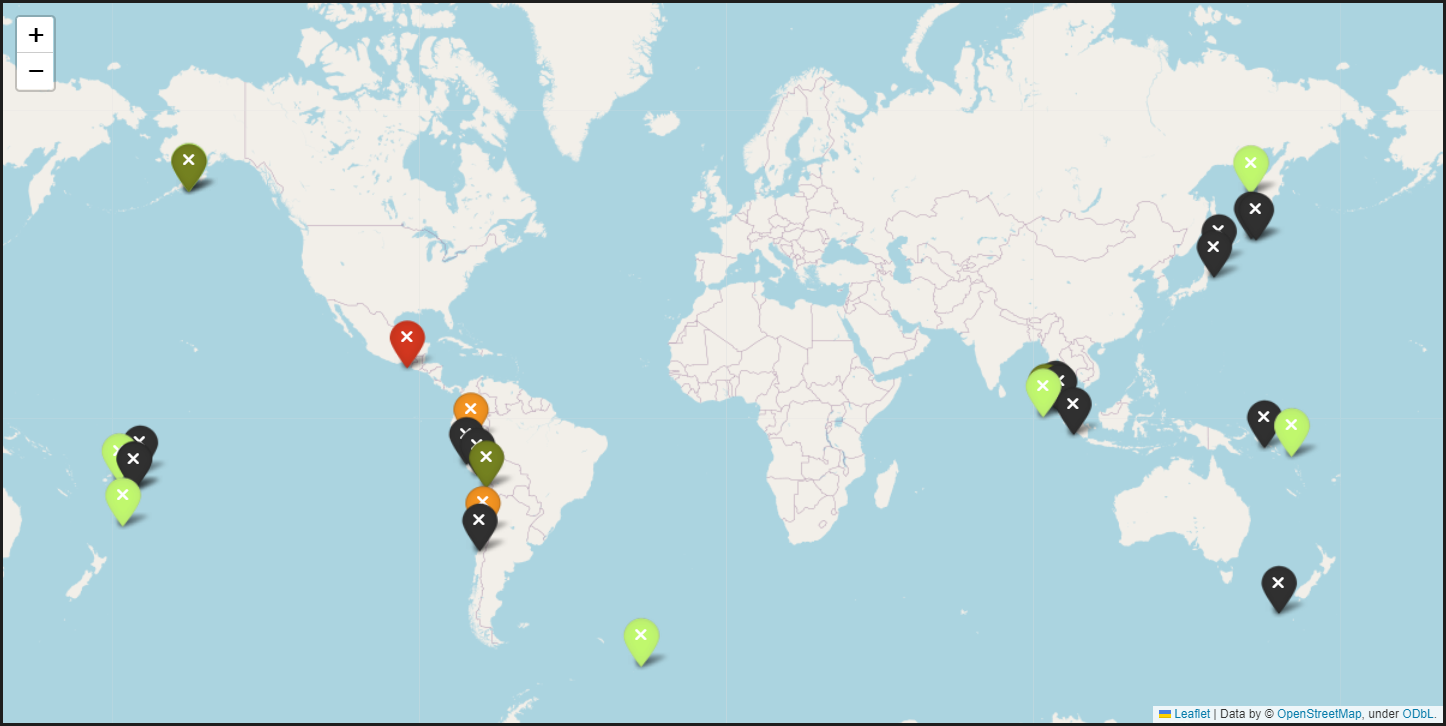 +
−
Leaflet | Data by © OpenStreetMap, under ODbL.